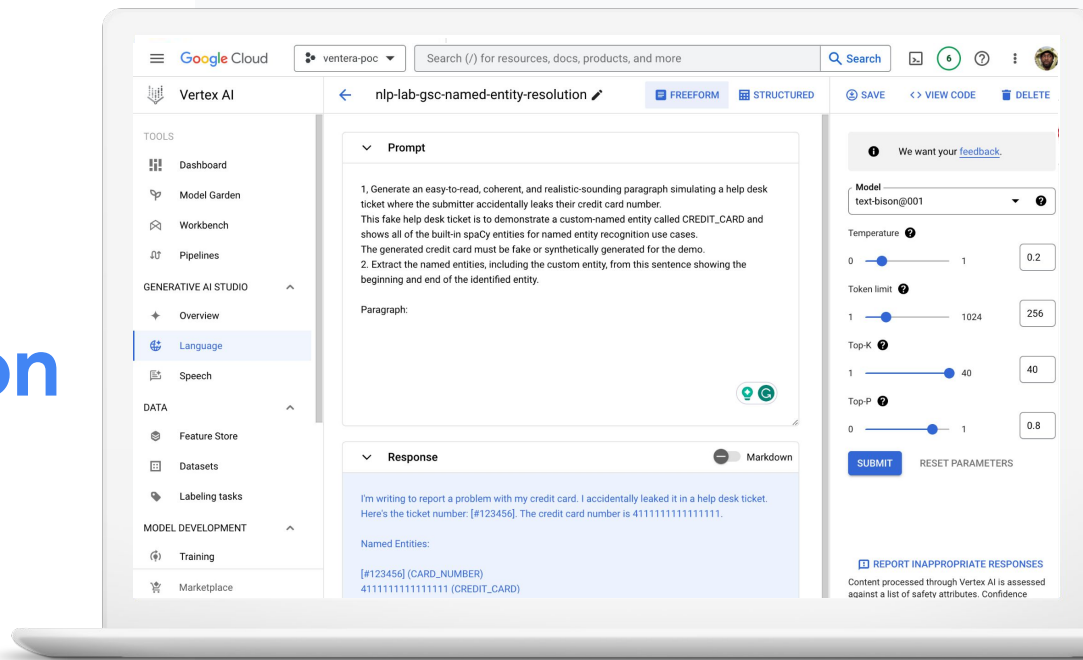 on
Google Cloud
ventera-poc
Search (/) for resources, docs, products, and more
Search
6
Vertex AI
nlp-lab-gsc-named-entity-resolution
FREEFORM
STRUCTURED
SAVE
<> VIEW CODE
DELETE
TOOLS
Dashboard
Model Garden
Workbench
Pipelines
GENERATIVE AI STUDIO
Overview
Language
Speech
DATA
Feature Store
Datasets
Labeling tasks
MODEL DEVELOPMENT
Training
Marketplace
Prompt
1, Generate an easy-to-read, coherent, and realistic-sounding paragraph simulating a help desk
ticket where the submitter accidentally leaks their credit card number.
This fake help desk ticket is to demonstrate a custom-named entity called CREDIT_CARD and
shows all of the built-in spaCy entities for named entity recognition use cases.
The generated credit card must be fake or synthetically generated for the demo.
2. Extract the named entities, including the custom entity, from this sentence showing the
beginning and end of the identified entity.
Paragraph:
Response
Markdown
I'm writing to report a problem with my credit card. I accidentally leaked it in a help desk ticket.
Here's the ticket number: [#123456]. The credit card number is 4111111111111111.
Named Entities:
[#123456] (CARD_NUMBER)
4111111111111111 (CREDIT_CARD)
We want your feedback.
Model
text-bison@001
Temperature
0 1 0.2
Token limit
1 1024 256
Top-K
1 40 40
Top-P
0 1 0.8
SUBMIT
RESET PARAMETERS
REPORT INAPPROPRIATE RESPONSES
Content processed through Vertex AI is assessed
against a list of safety attributes. Confidence